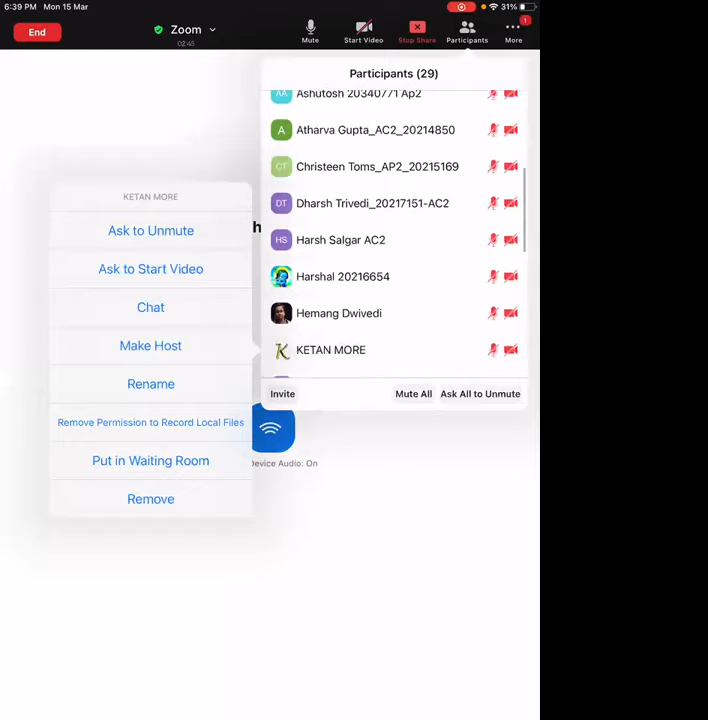 6:39 PM Mon 15 Mar
31%
End
Zoom
02:45
Mute
Start Video
Stop Share
Participants
1
More
Participants (29)
AA Ashutosh 20340771 Ap2
A Atharva Gupta_AC2_20214850
CT Christeen Toms_AP2_20215169
DT Dharsh Trivedi_20217151-AC2
HS Harsh Salgar AC2
Harshal 20216654
Hemang Dwivedi
K KETAN MORE
Invite
Mute All
Ask All to Unmute
KETAN MORE
Ask to Unmute
Ask to Start Video
Chat
Make Host
Rename
Remove Permission to Record Local Files
Put in Waiting Room
Remove
h
evice Audio: On